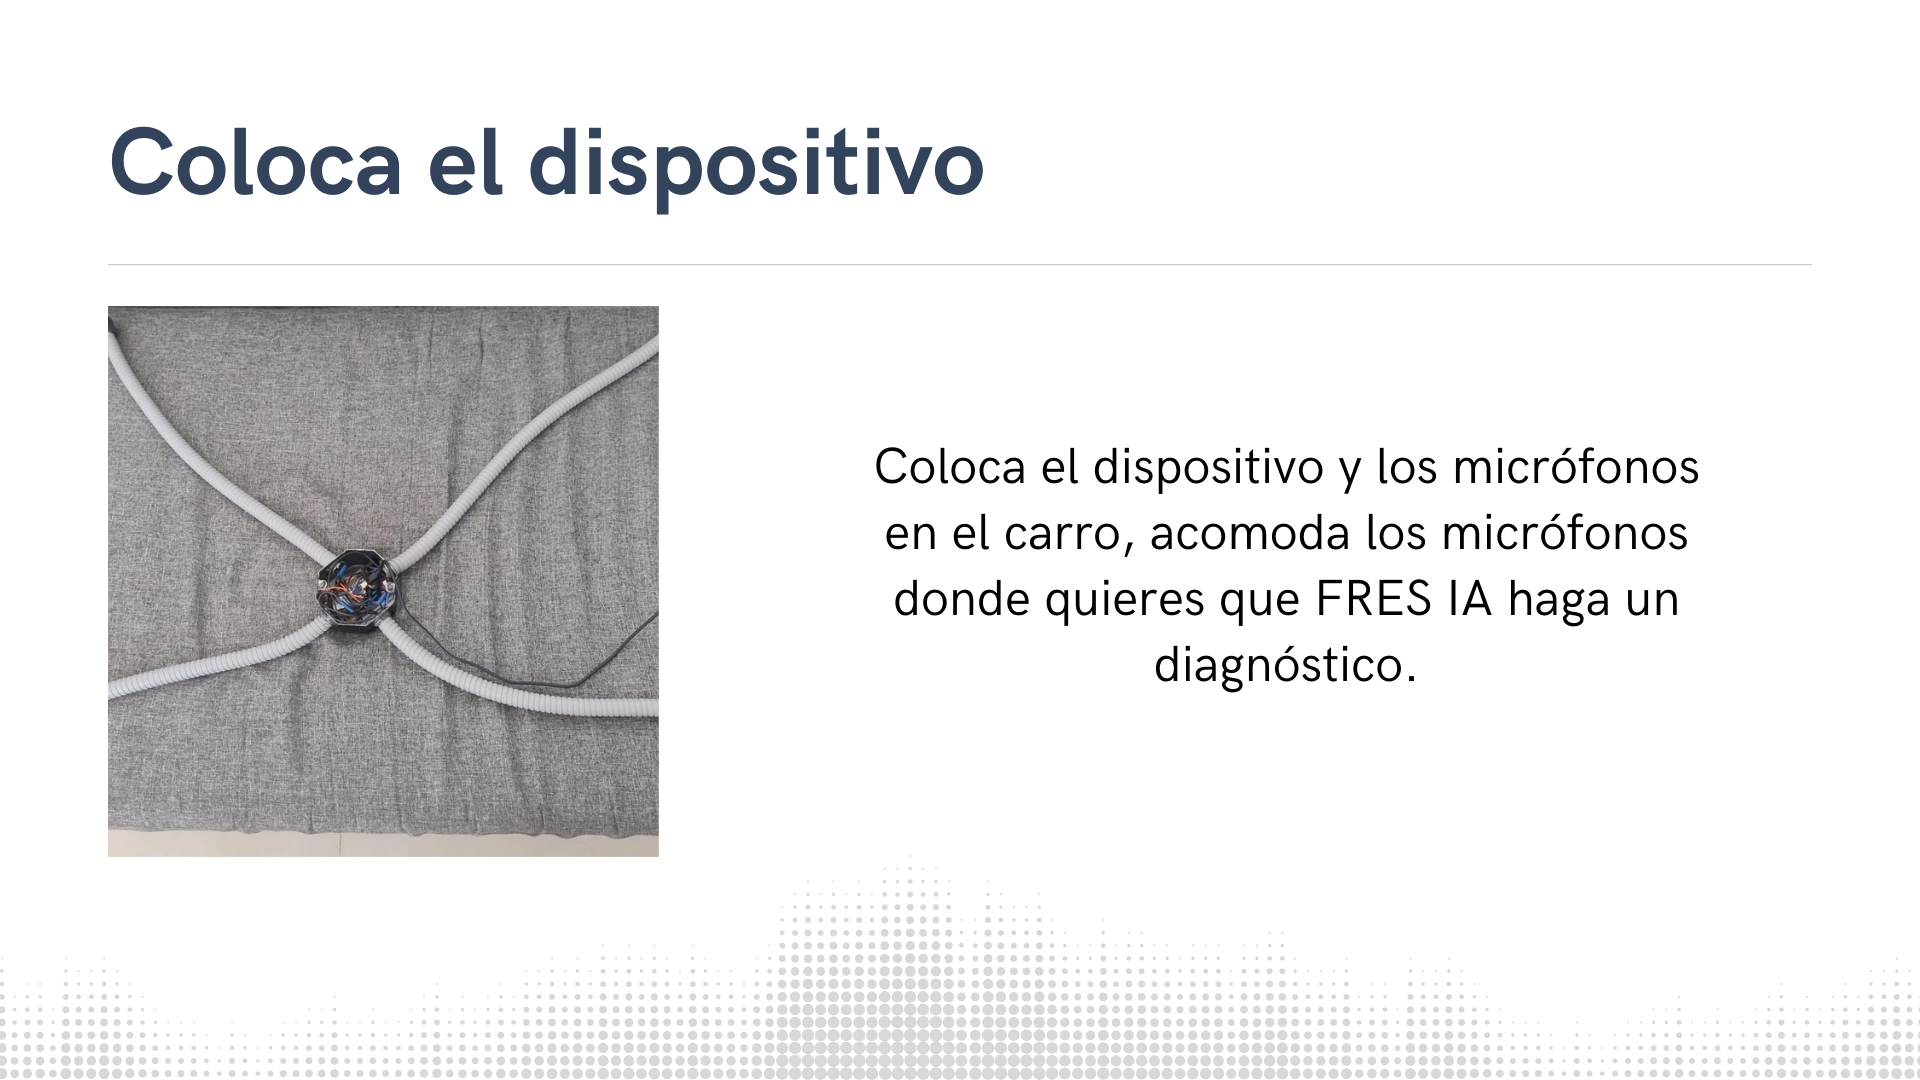 Coloca el dispositivo
Coloca el dispositivo y los micrófonos
en el carro, acomoda los micrófonos
donde quieres que FRES IA haga un
diagnóstico.